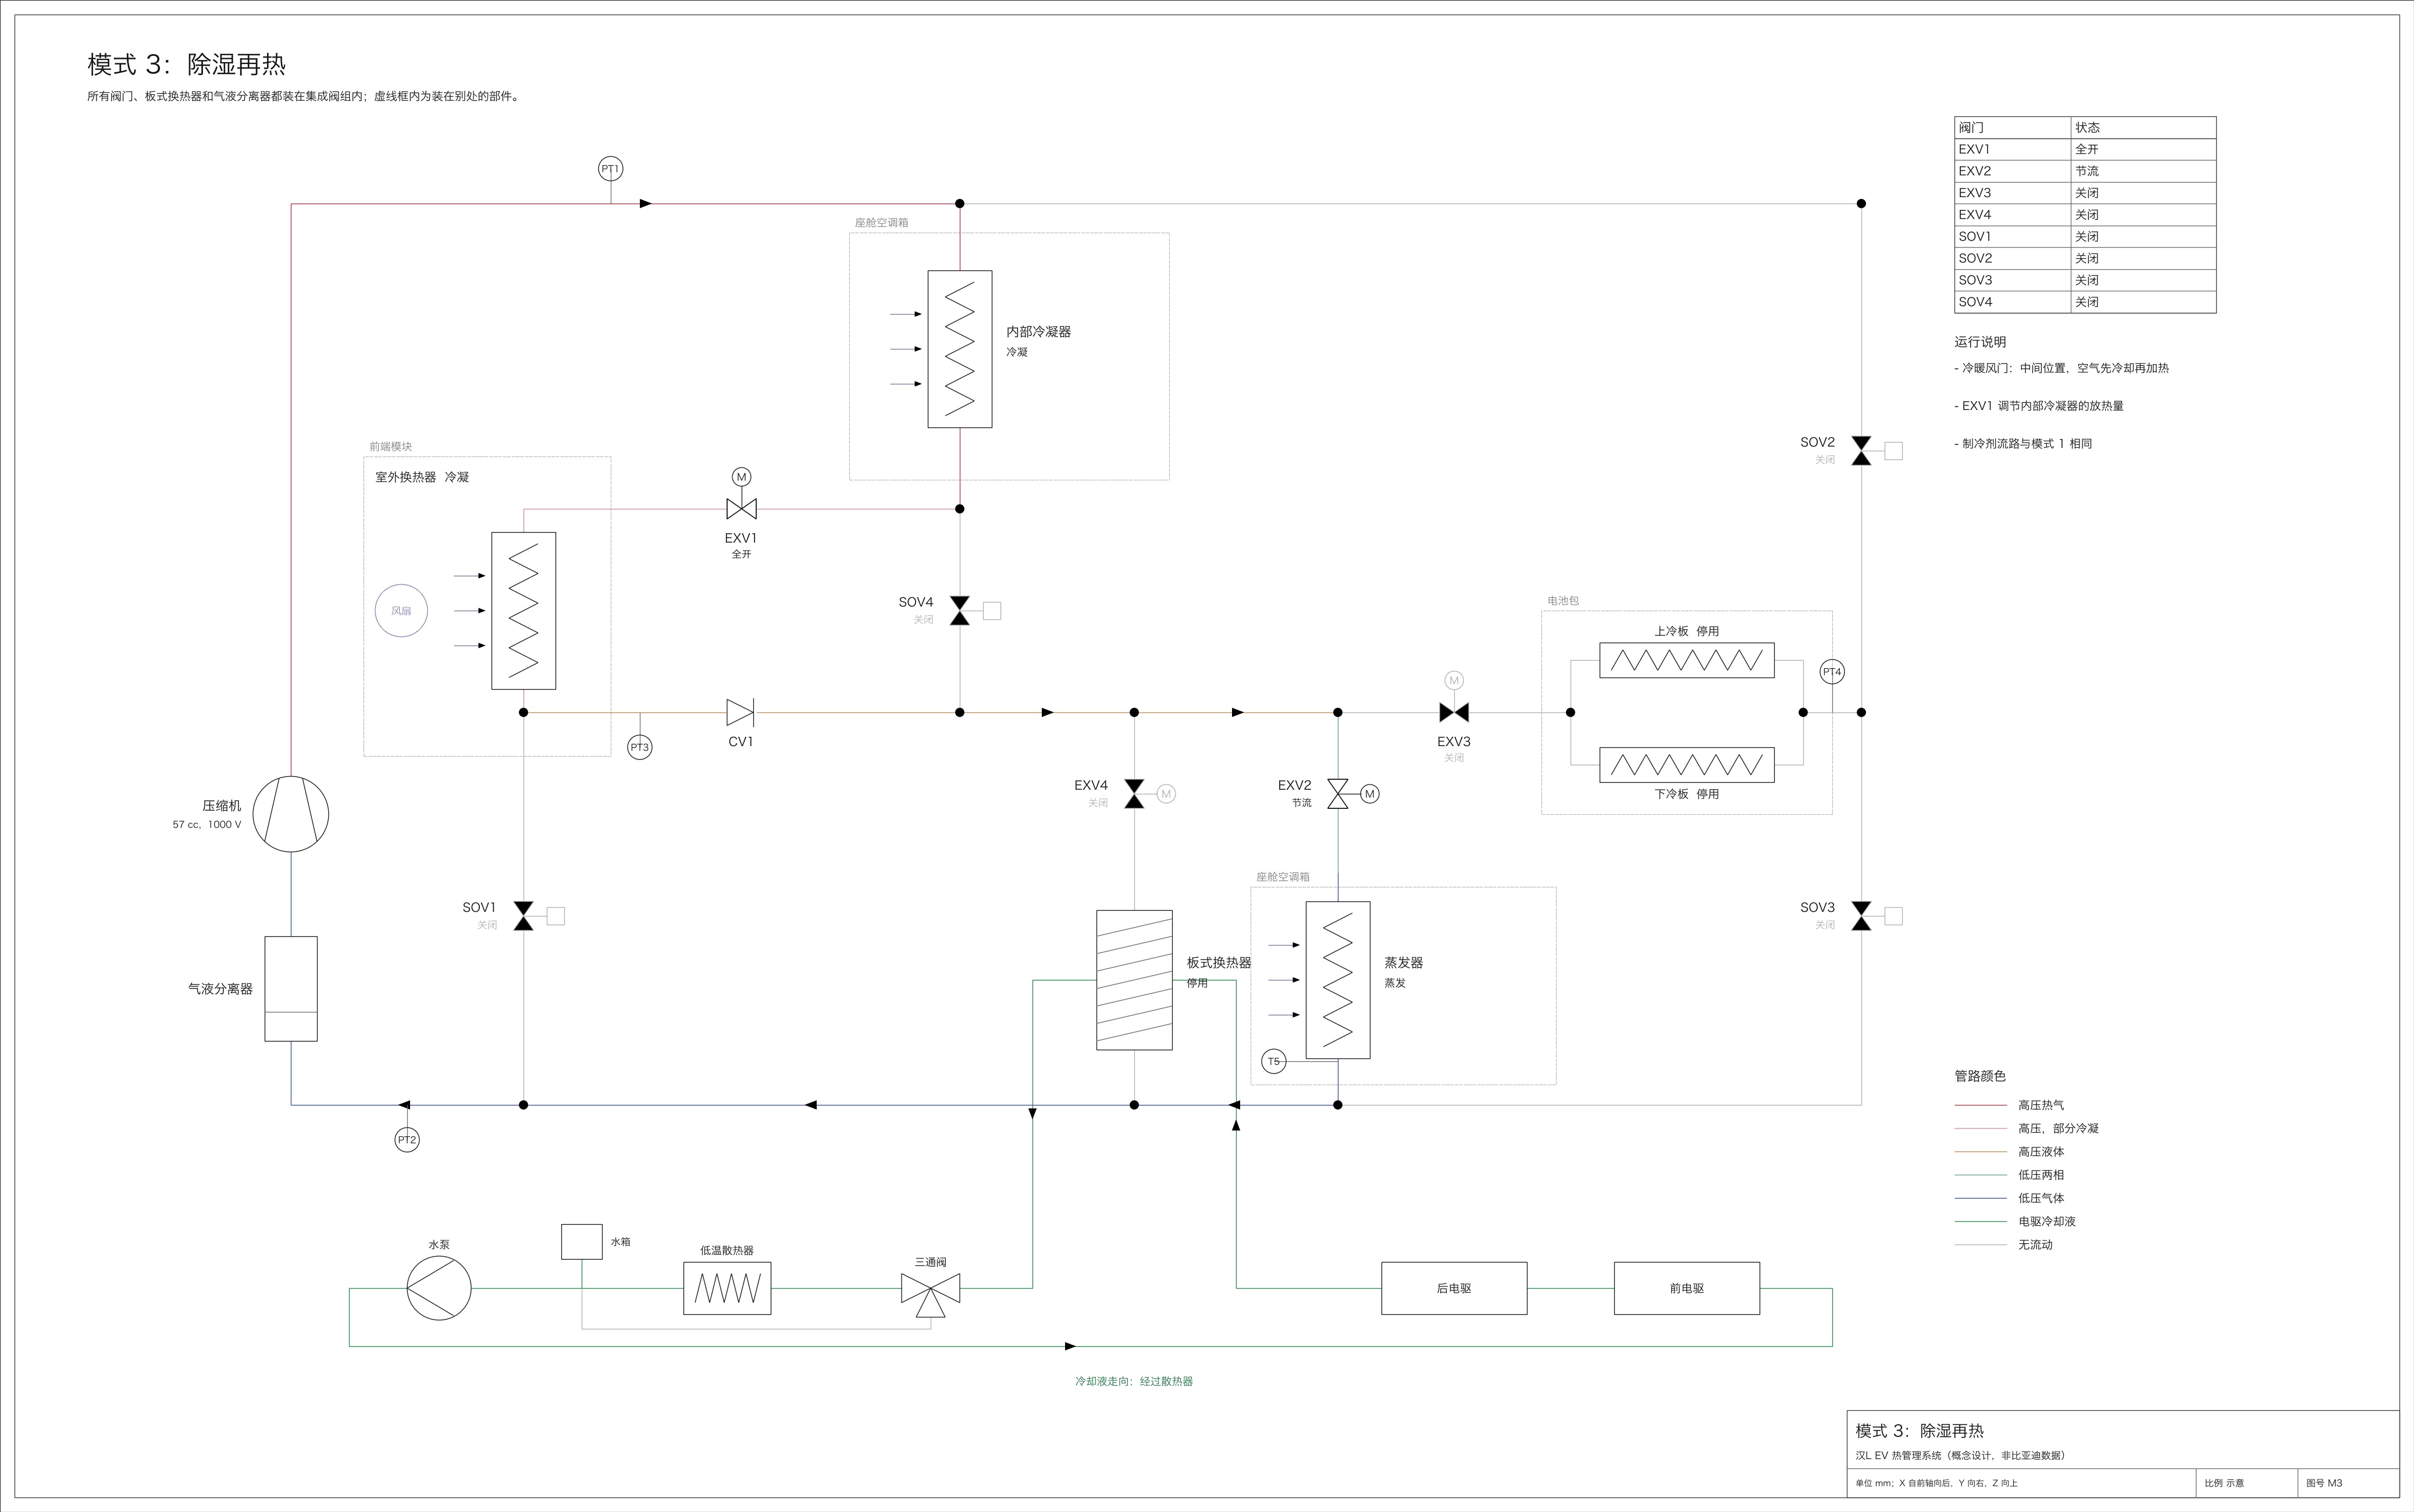 模式 3：除湿再热
所有阀门、板式换热器和气液分离器都装在集成阀组内；虚线框内为装在别处的部件。
阀门 状态
EXV1 全开
EXV2 节流
EXV3 关闭
EXV4 关闭
SOV1 关闭
SOV2 关闭
SOV3 关闭
SOV4 关闭
运行说明
- 冷暖风门：中间位置，空气先冷却再加热
- EXV1 调节内部冷凝器的放热量
- 制冷剂流路与模式 1 相同
PT1
座舱空调箱
内部冷凝器
冷凝
前端模块
室外换热器 冷凝
风扇
M
EXV1
全开
SOV2
关闭
SOV4
关闭
电池包
上冷板 停用
PT4
下冷板 停用
M
EXV3
关闭
PT3
CV1
EXV4
关闭
M
EXV2
节流
M
压缩机
57 cc，1000 V
座舱空调箱
SOV1
关闭
SOV3
关闭
板式换热器
停用
蒸发器
蒸发
气液分离器
T5
PT2
管路颜色
高压热气
高压，部分冷凝
高压液体
低压两相
低压气体
电驱冷却液
无流动
水泵
水箱
低温散热器
三通阀
后电驱
前电驱
冷却液走向：经过散热器
模式 3：除湿再热
汉L EV 热管理系统（概念设计，非比亚迪数据）
单位 mm；X 自前轴向后，Y 向右，Z 向上
比例 示意
图号 M3